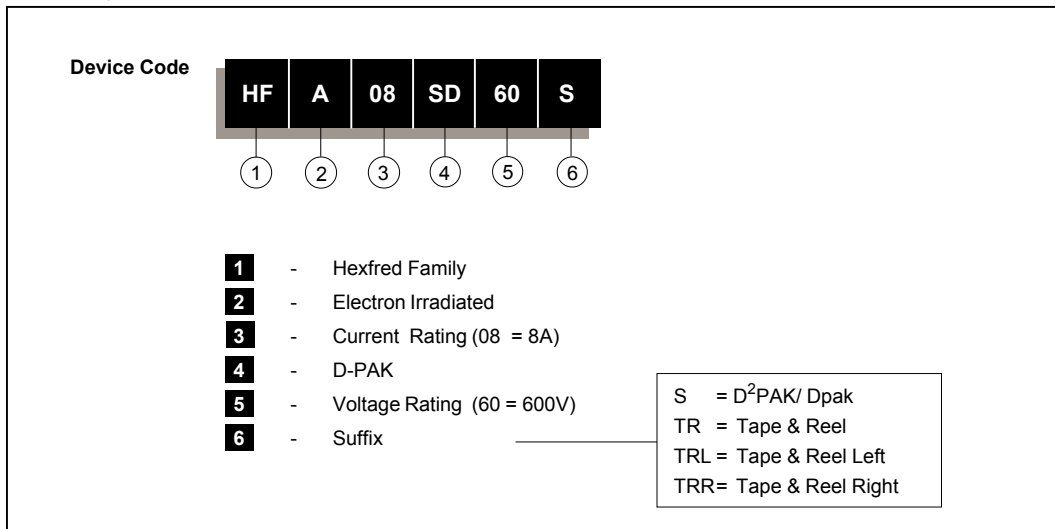 Device Code
HF A 08 SD 60 S
1 2 3 4 5 6
1 - Hexfred Family
2 - Electron Irradiated
3 - Current Rating (08 = 8A)
4 - D-PAK
5 - Voltage Rating (60 = 600V)
6 - Suffix
S = D²PAK/ Dpak
TR = Tape & Reel
TRL = Tape & Reel Left
TRR= Tape & Reel Right